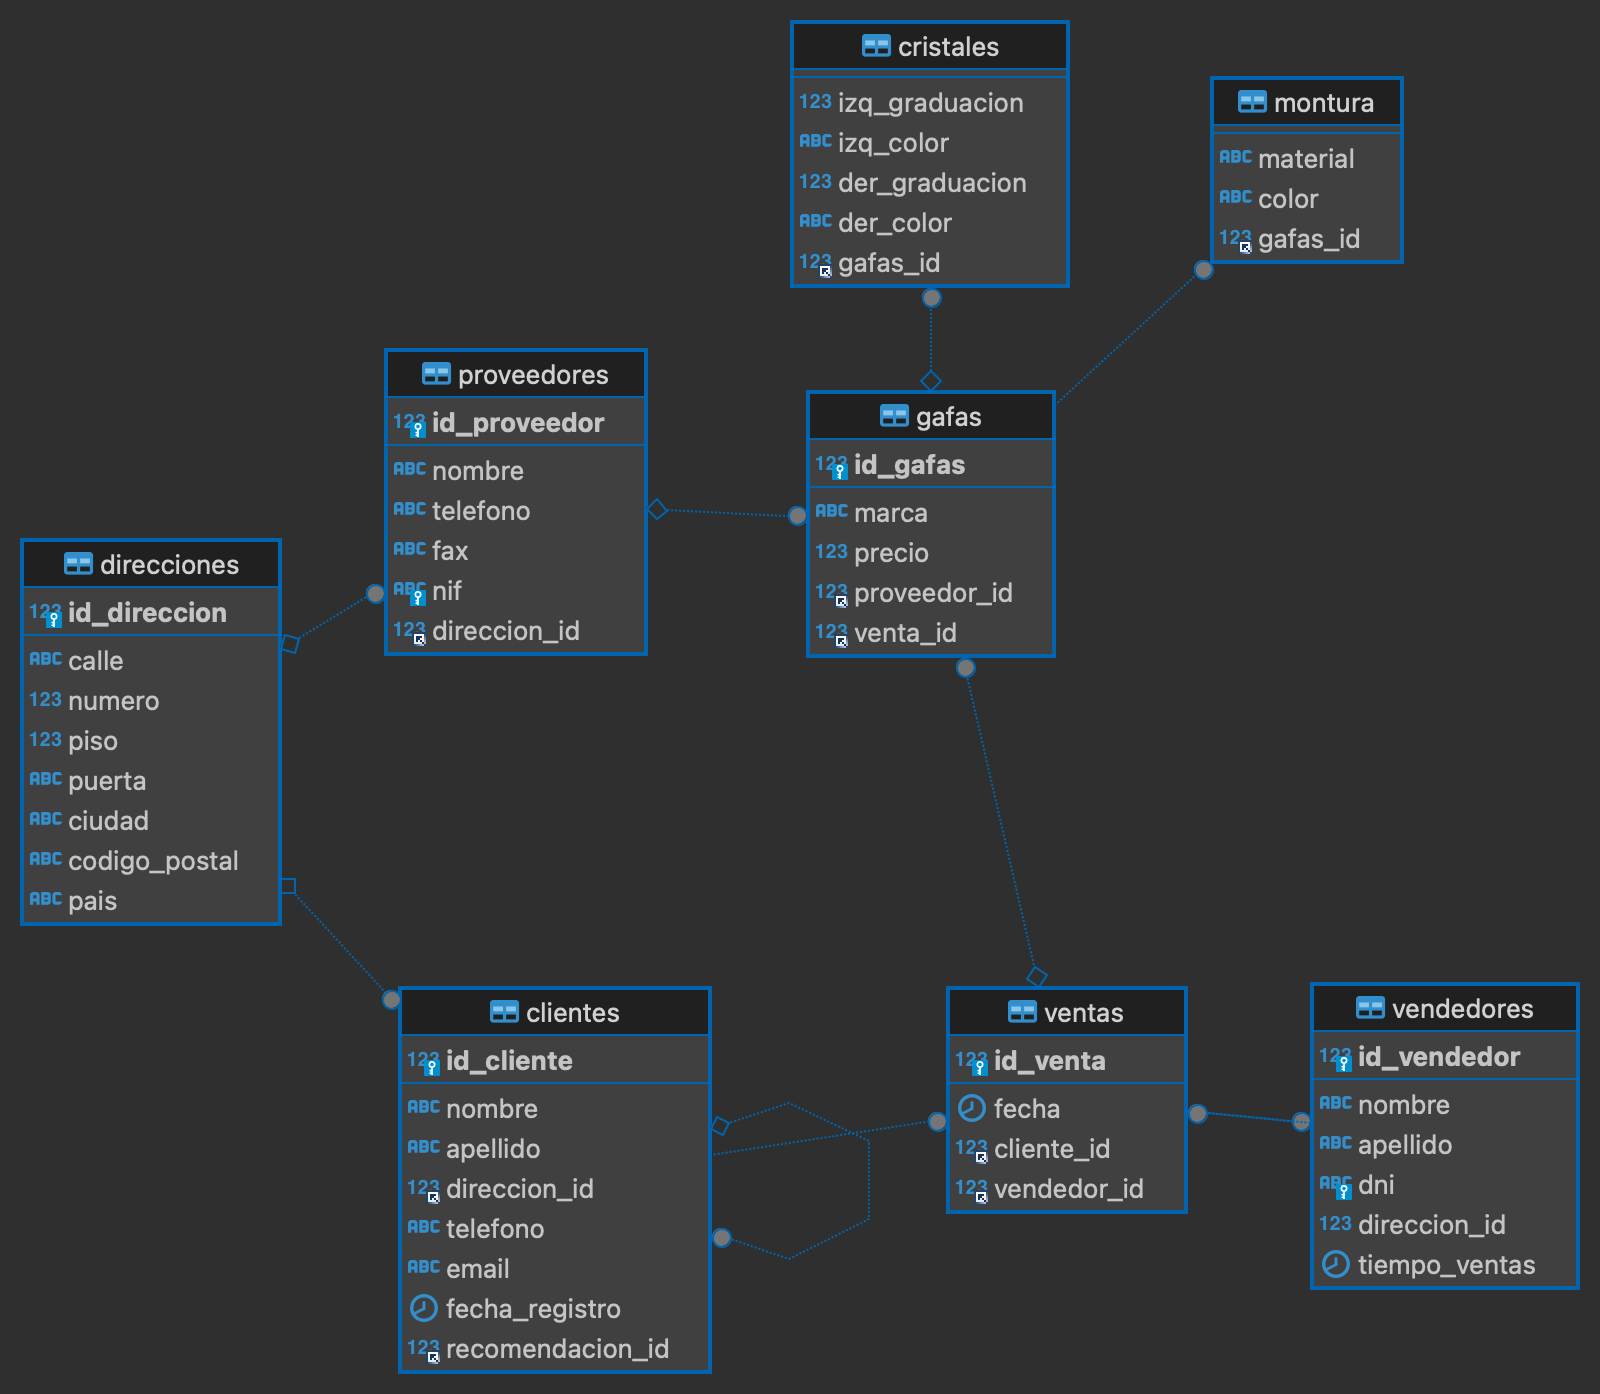 cristales
123 izq_graduacion
ABC izq_color
123 der_graduacion
ABC der_color
123 gafas_id
montura
ABC material
ABC color
123 gafas_id
proveedores
123 id_proveedor
ABC nombre
ABC telefono
ABC fax
ABC nif
123 direccion_id
gafas
123 id_gafas
ABC marca
123 precio
123 proveedor_id
123 venta_id
direcciones
123 id_direccion
ABC calle
123 numero
123 piso
ABC puerta
ABC ciudad
ABC codigo_postal
ABC pais
clientes
123 id_cliente
ABC nombre
ABC apellido
123 direccion_id
ABC telefono
ABC email
fecha_registro
123 recomendacion_id
ventas
123 id_venta
fecha
123 cliente_id
123 vendedor_id
vendedores
123 id_vendedor
ABC nombre
ABC apellido
ABC dni
123 direccion_id
tiempo_ventas